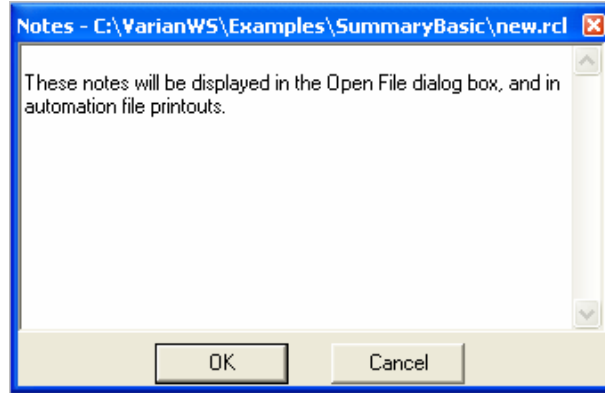 Notes - C:\VarianWS\Examples\SummaryBasic\new.rcl
These notes will be displayed in the Open File dialog box, and in
automation file printouts.
OK Cancel